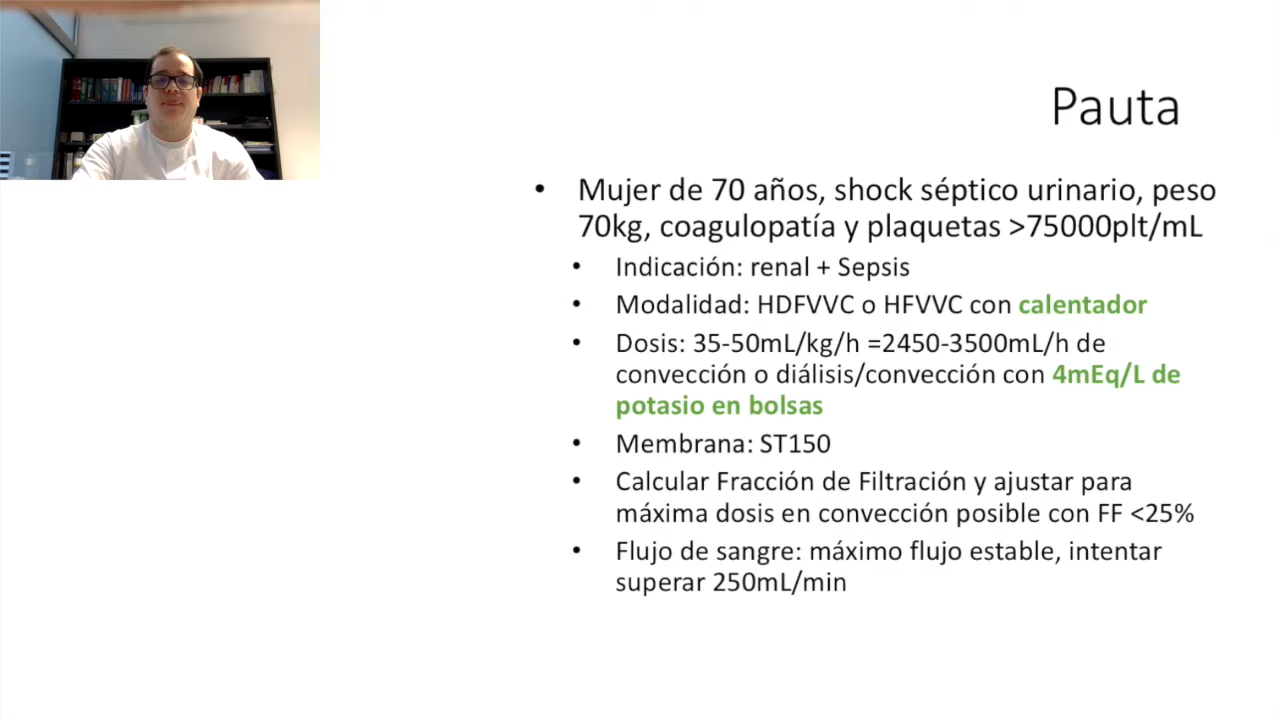 Pauta
• Mujer de 70 años, shock séptico urinario, peso
70kg, coagulopatía y plaquetas >75000plt/mL
• Indicación: renal + Sepsis
• Modalidad: HDFVVC o HFVVC con calentador
• Dosis: 35-50mL/kg/h =2450-3500mL/h de
convección o diálisis/convección con 4mEq/L de
potasio en bolsas
• Membrana: ST150
• Calcular Fracción de Filtración y ajustar para
máxima dosis en convección posible con FF <25%
• Flujo de sangre: máximo flujo estable, intentar
superar 250mL/min